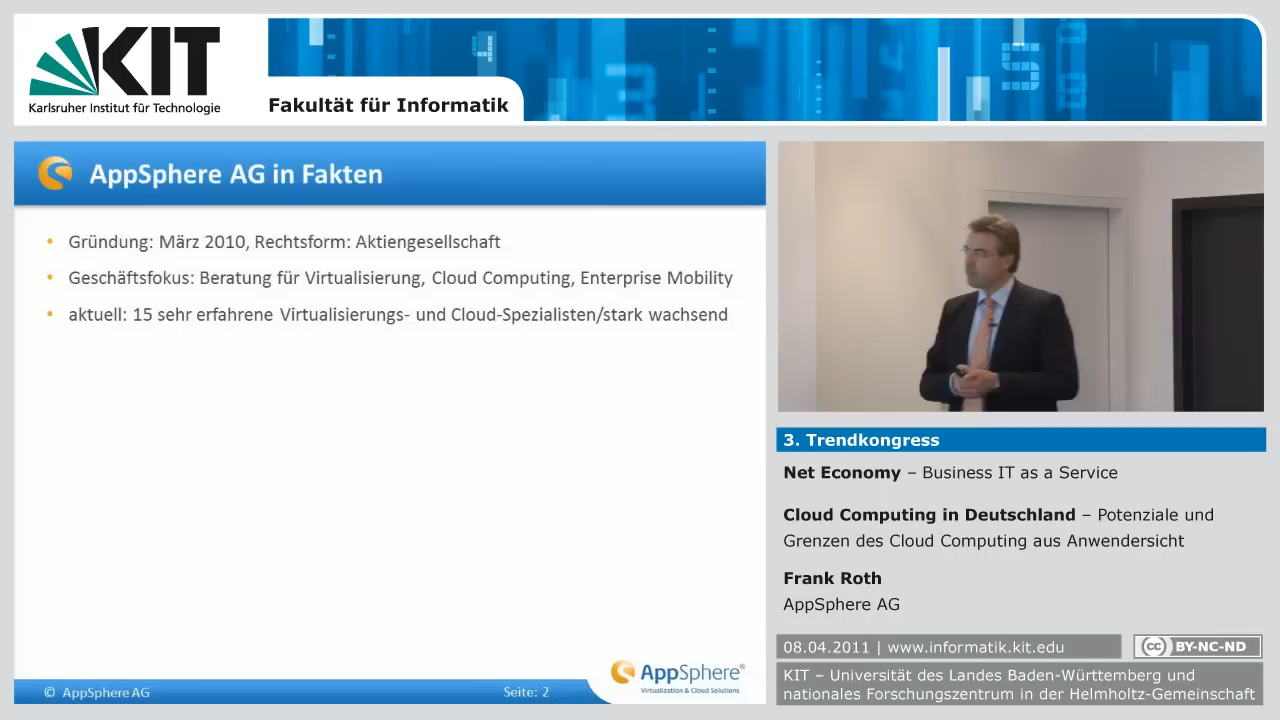 KIT
Karlsruher Institut für Technologie
Fakultät für Informatik
AppSphere AG in Fakten
• Gründung: März 2010, Rechtsform: Aktiengesellschaft
• Geschäftsfokus: Beratung für Virtualisierung, Cloud Computing, Enterprise Mobility
• aktuell: 15 sehr erfahrene Virtualisierungs- und Cloud-Spezialisten/stark wachsend
© AppSphere AG
Seite: 2
AppSphere®
Virtualization & Cloud Solutions
3. Trendkongress
Net Economy – Business IT as a Service
Cloud Computing in Deutschland – Potenziale und
Grenzen des Cloud Computing aus Anwendersicht
Frank Roth
AppSphere AG
08.04.2011 | www.informatik.kit.edu
cc BY-NC-ND
KIT – Universität des Landes Baden-Württemberg und
nationales Forschungszentrum in der Helmholtz-Gemeinschaft